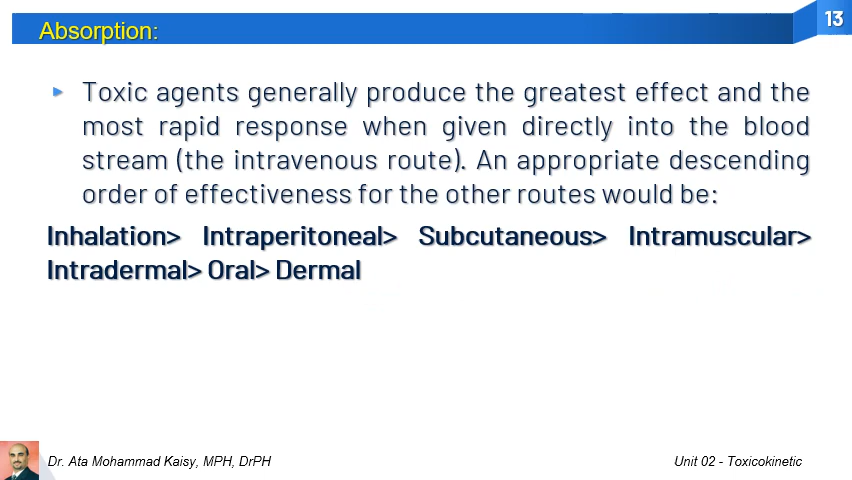 13
Absorption:
Toxic agents generally produce the greatest effect and the
most rapid response when given directly into the blood
stream (the intravenous route). An appropriate descending
order of effectiveness for the other routes would be:
Inhalation> Intraperitoneal> Subcutaneous> Intramuscular>
Intradermal> Oral> Dermal
Dr. Ata Mohammad Kaisy, MPH, DrPH
Unit 02 - Toxicokinetic